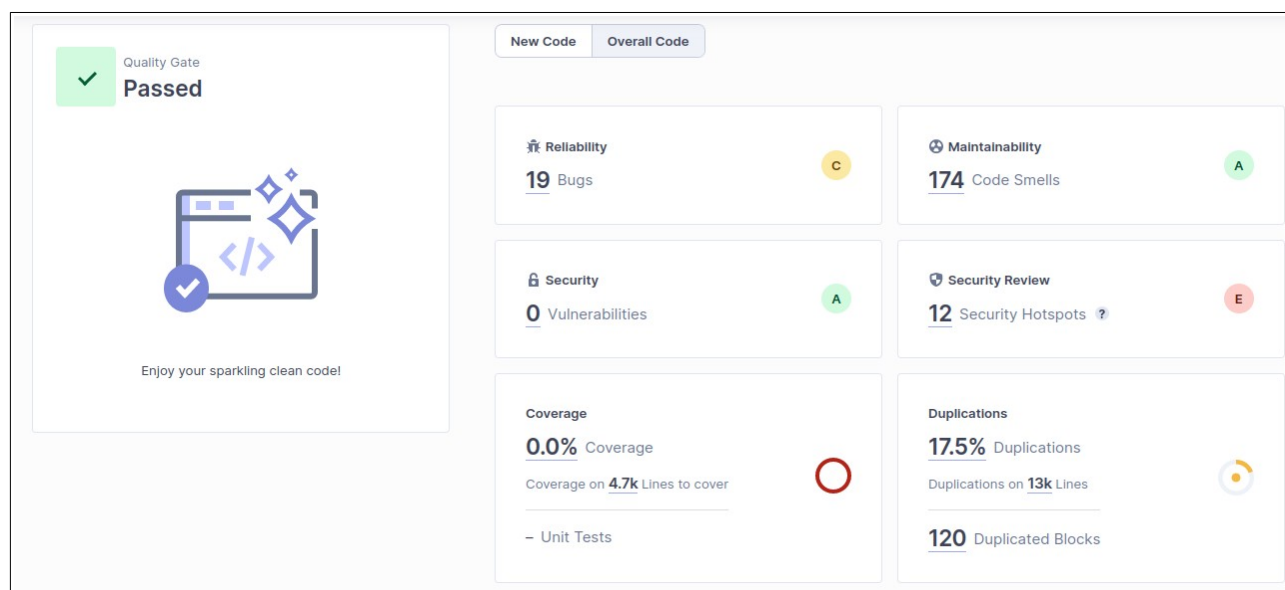 Quality Gate
Passed
Enjoy your sparkling clean code!
New Code Overall Code
Reliability
19 Bugs
C
Maintainability
174 Code Smells
A
Security
0 Vulnerabilities
A
Security Review
12 Security Hotspots ?
E
Coverage
0.0% Coverage
Coverage on 4.7k Lines to cover
– Unit Tests
Duplications
17.5% Duplications
Duplications on 13k Lines
120 Duplicated Blocks